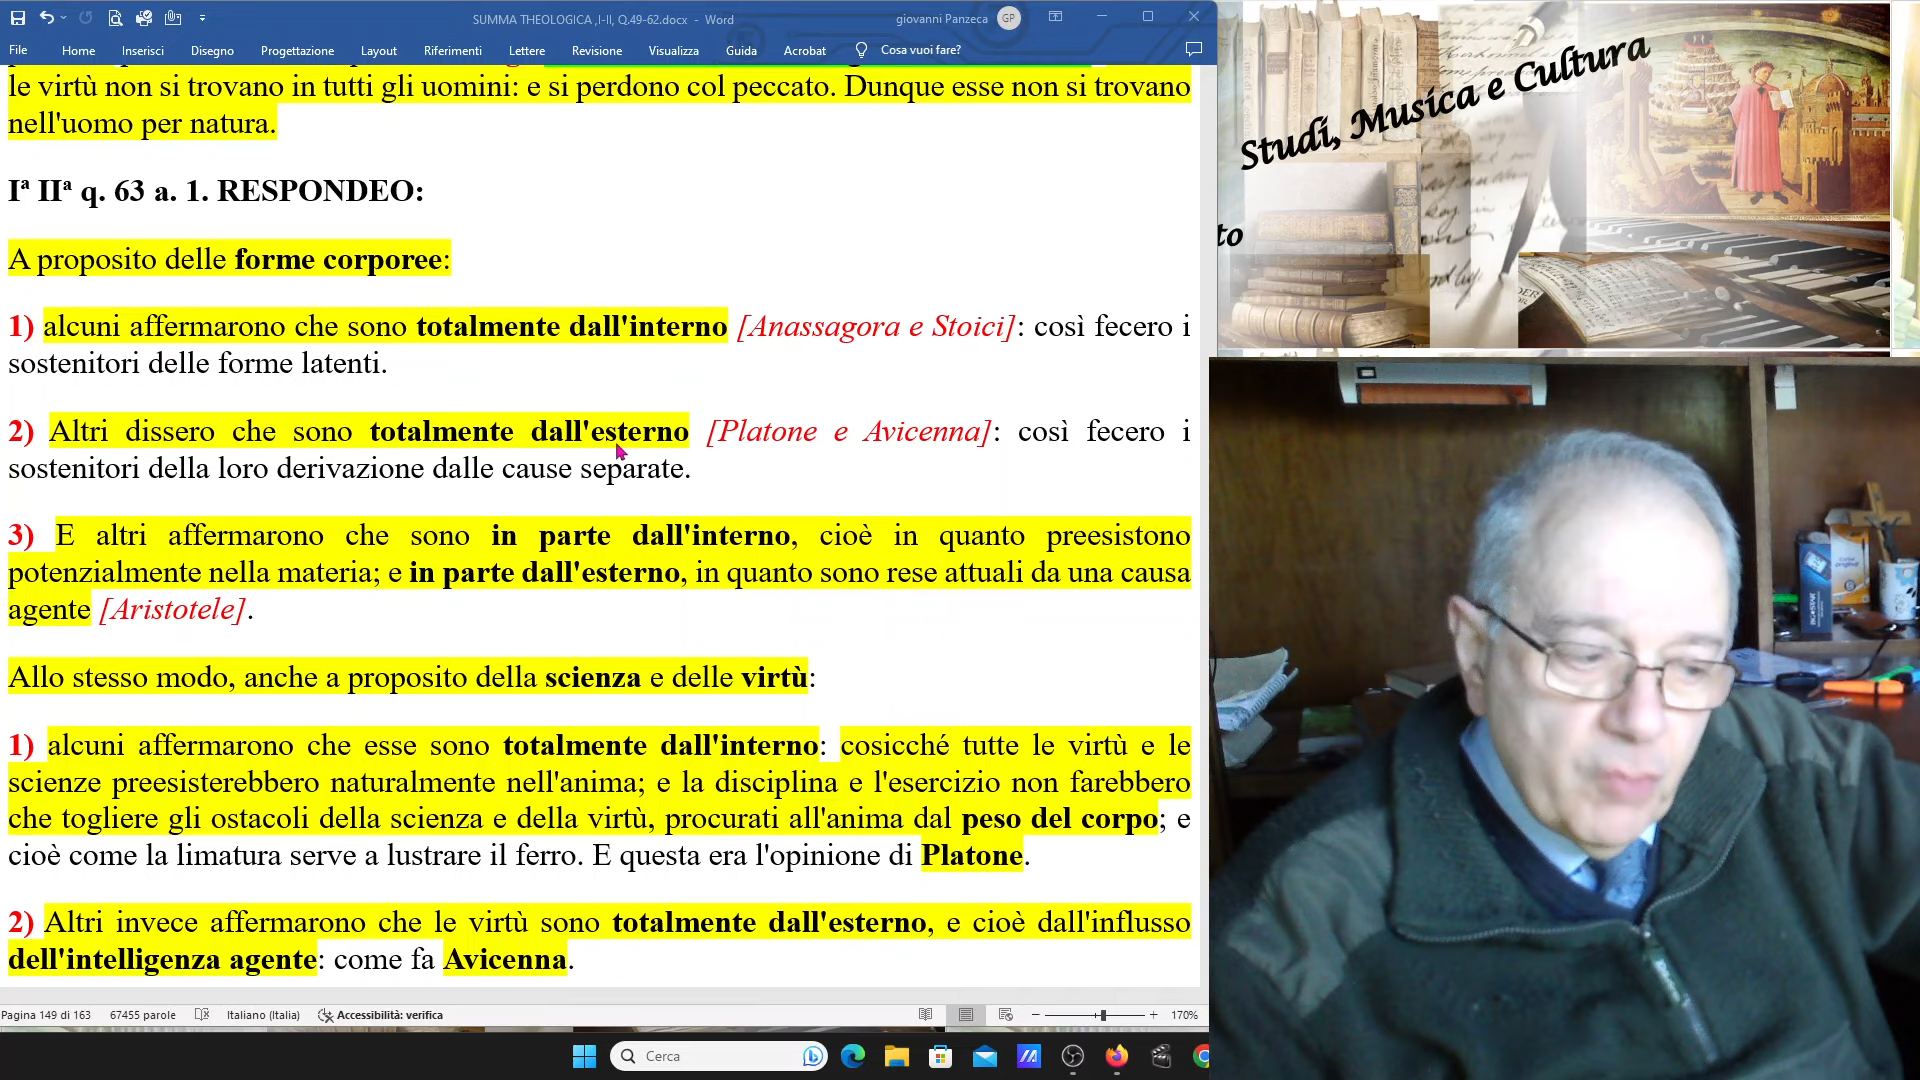 SUMMA THEOLOGICA ,I-II, Q.49-62.docx - Word
giovanni Panzeca
GP
File Home Inserisci Disegno Progettazione Layout Riferimenti Lettere Revisione Visualizza Guida Acrobat Cosa vuoi fare?
le virtù non si trovano in tutti gli uomini: e si perdono col peccato. Dunque esse non si trovano
nell'uomo per natura.
Iª IIª q. 63 a. 1. RESPONDEO:
A proposito delle forme corporee:
1) alcuni affermarono che sono totalmente dall'interno [Anassagora e Stoici]: così fecero i
sostenitori delle forme latenti.
2) Altri dissero che sono totalmente dall'esterno [Platone e Avicenna]: così fecero i
sostenitori della loro derivazione dalle cause separate.
3) E altri affermarono che sono in parte dall'interno, cioè in quanto preesistono
potenzialmente nella materia; e in parte dall'esterno, in quanto sono rese attuali da una causa
agente [Aristotele].
Allo stesso modo, anche a proposito della scienza e delle virtù:
1) alcuni affermarono che esse sono totalmente dall'interno: cosicché tutte le virtù e le
scienze preesisterebbero naturalmente nell'anima; e la disciplina e l'esercizio non farebbero
che togliere gli ostacoli della scienza e della virtù, procurati all'anima dal peso del corpo; e
cioè come la limatura serve a lustrare il ferro. E questa era l'opinione di Platone.
2) Altri invece affermarono che le virtù sono totalmente dall'esterno, e cioè dall'influsso
dell'intelligenza agente: come fa Avicenna.
Pagina 149 di 163 67455 parole Italiano (Italia) Accessibilità: verifica 170%
Cerca
Studi, Musica e Cultura
to